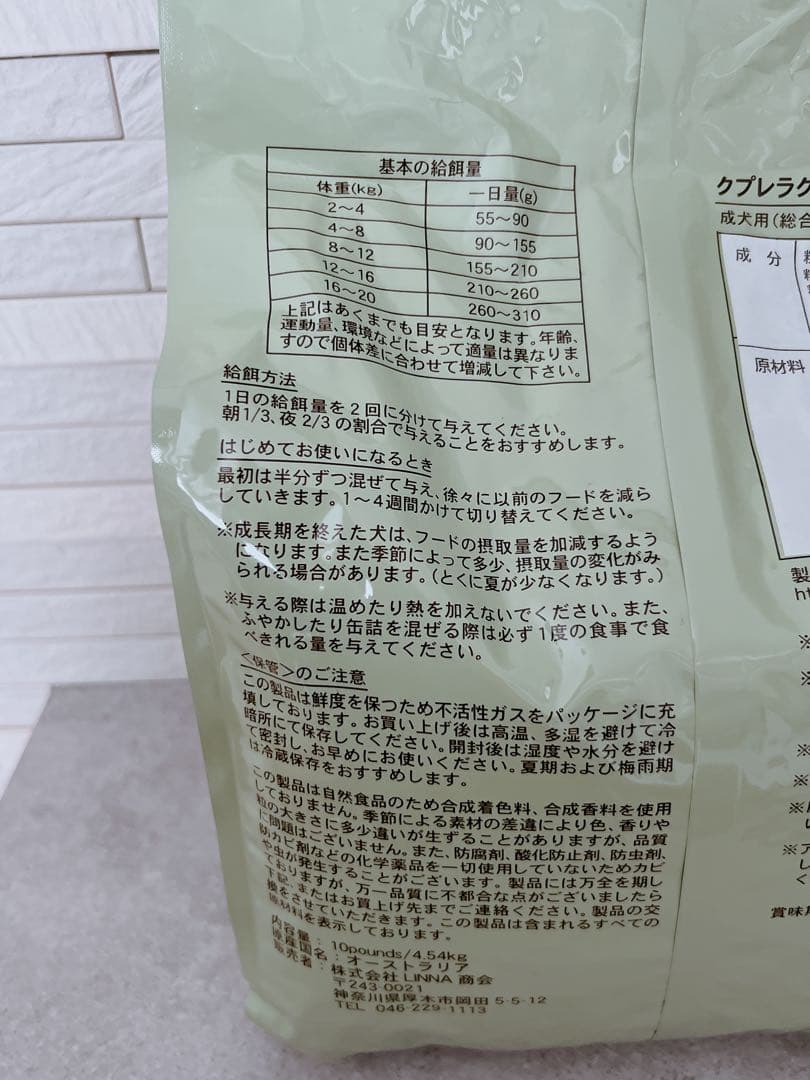 基本の給餌量
体重(kg) 一日量(g)
2～4 55～90
4～8 90～155
8～12 155～210
12～16 210～260
16～20 260～310
上記はあくまでも目安となります。年齢、
運動量、環境などによって適量は異なりま
すので個体差に合わせて増減して下さい。
給餌方法
1日の給餌量を2回に分けて与えてください。
朝1/3、夜2/3の割合で与えることをおすすめします。
はじめてお使いになるとき
最初は半分ずつ混ぜて与え、徐々に以前のフードを減ら
していきます。1～4週間かけて切り替えてください。
※成長期を終えた犬は、フードの摂取量を加減するよう
になります。また季節によって多少、摂取量の変化がみ
られる場合があります。(とくに夏が少なくなります。)
※与える際は温めたり熱を加えないでください。また、
ふやかしたり缶詰を混ぜる際は必ず1度の食事で食
べきれる量を与えてください。
<保管>のご注意
この製品は鮮度を保つため不活性ガスをパッケージに充
填しております。お買い上げ後は高温、多湿を避けて冷
暗所にて保存してください。開封後は湿度や水分を避け
て密封し、お早めにお使いください。夏期および梅雨期
は冷蔵保存をおすすめします。
この製品は自然食品のため合成着色料、合成香料を使用
しておりません。季節による素材の差違により色、香りや
粒の大きさに多少違いが生ずることがありますが、品質
に問題はございません。また、防腐剤、酸化防止剤、防虫剤、
防カビ剤などの化学薬品を一切使用していないためカビ
や虫が発生することがございます。製品には万全を期し
ておりますが、万一品質に不都合な点がございましたら
下記、またはお買上げ先までご連絡ください。製品の交
換をさせていただきます。この製品は含まれるすべての
原材料を表示しております。
内容量：10pounds/4.54kg
原産国名：オーストラリア
販売者：株式会社LINNA商会
〒243-0021
神奈川県厚木市岡田5-5-12
TEL 046-229-1113
クプレラク
成犬用(総合
成分
原材料
製
ht
※
※
※
※
※
※ア
し
く
賞味